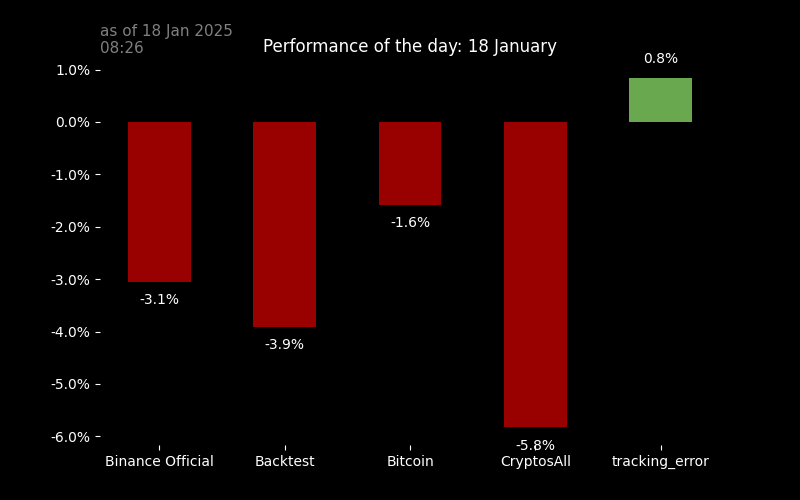 as of 18 Jan 2025
08:26
Performance of the day: 18 January
1.0%
0.0%
-1.0%
-2.0%
-3.0%
-4.0%
-5.0%
-6.0%
-3.1%
-3.9%
-1.6%
-5.8%
0.8%
Binance Official
Backtest
Bitcoin
CryptosAll
tracking_error